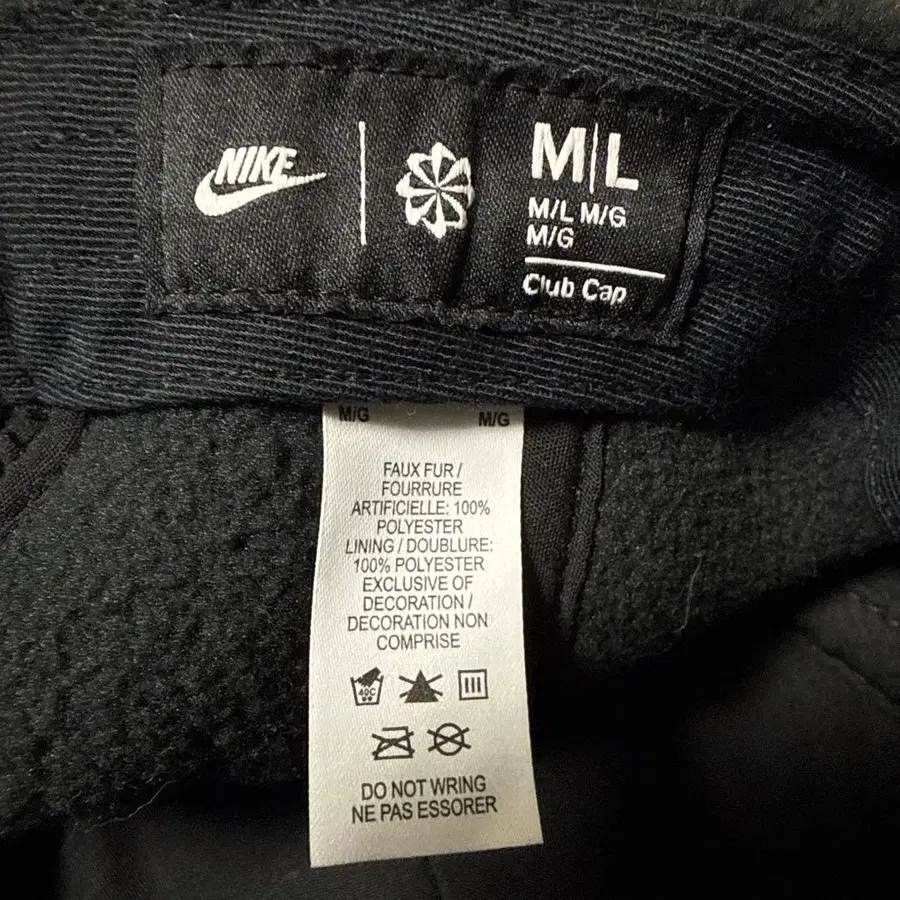 NIKE
M|L
M/L M/G
M/G
Club Cap
M/G M/G
FAUX FUR /
FOURRURE
ARTIFICIELLE: 100%
POLYESTER
LINING / DOUBLURE:
100% POLYESTER
EXCLUSIVE OF
DECORATION /
DECORATION NON
COMPRISE
40C
DO NOT WRING
NE PAS ESSORER